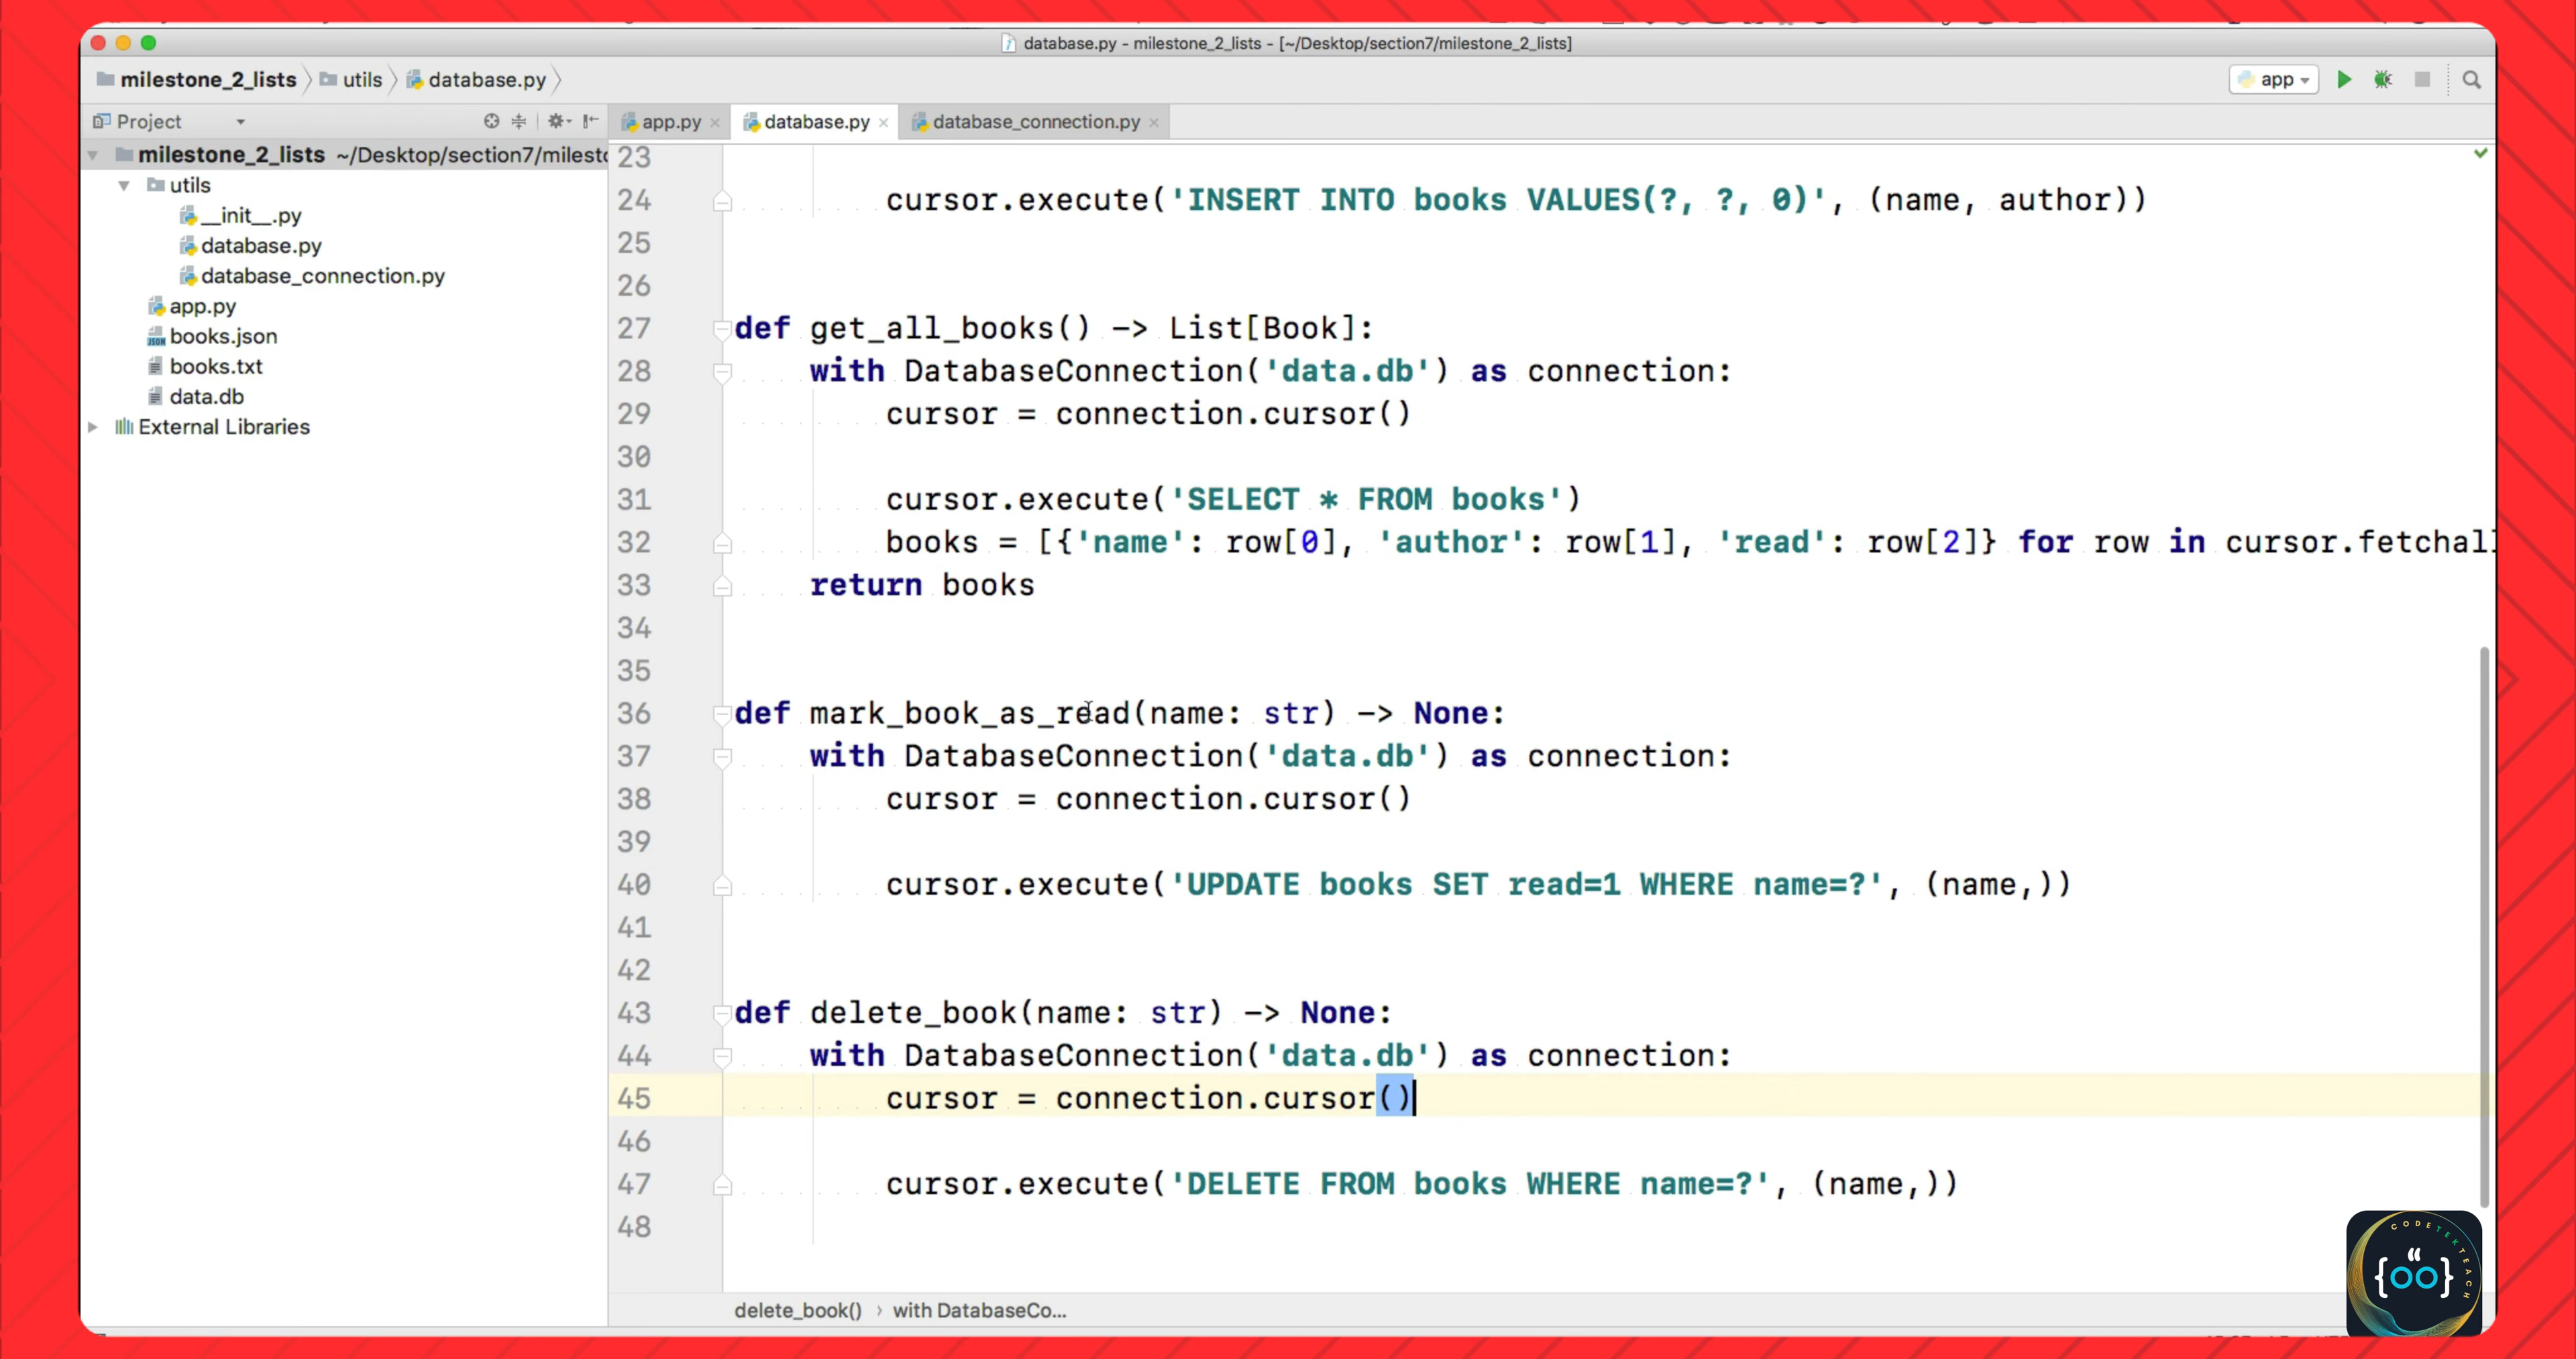 database.py - milestone_2_lists - [~/Desktop/section7/milestone_2_lists]
milestone_2_lists utils database.py
app
Project
app.py
database.py
database_connection.py
milestone_2_lists ~/Desktop/section7/milest
utils
__init__.py
database.py
database_connection.py
app.py
books.json
books.txt
data.db
External Libraries
23
24 cursor.execute('INSERT INTO books VALUES(?, ?, 0)', (name, author))
25
26
27 def get_all_books() -> List[Book]:
28 with DatabaseConnection('data.db') as connection:
29 cursor = connection.cursor()
30
31 cursor.execute('SELECT * FROM books')
32 books = [{'name': row[0], 'author': row[1], 'read': row[2]} for row in cursor.fetchal
33 return books
34
35
36 def mark_book_as_read(name: str) -> None:
37 with DatabaseConnection('data.db') as connection:
38 cursor = connection.cursor()
39
40 cursor.execute('UPDATE books SET read=1 WHERE name=?', (name,))
41
42
43 def delete_book(name: str) -> None:
44 with DatabaseConnection('data.db') as connection:
45 cursor = connection.cursor()
46
47 cursor.execute('DELETE FROM books WHERE name=?', (name,))
48
delete_book() › with DatabaseCo...
CODETEKTEACH